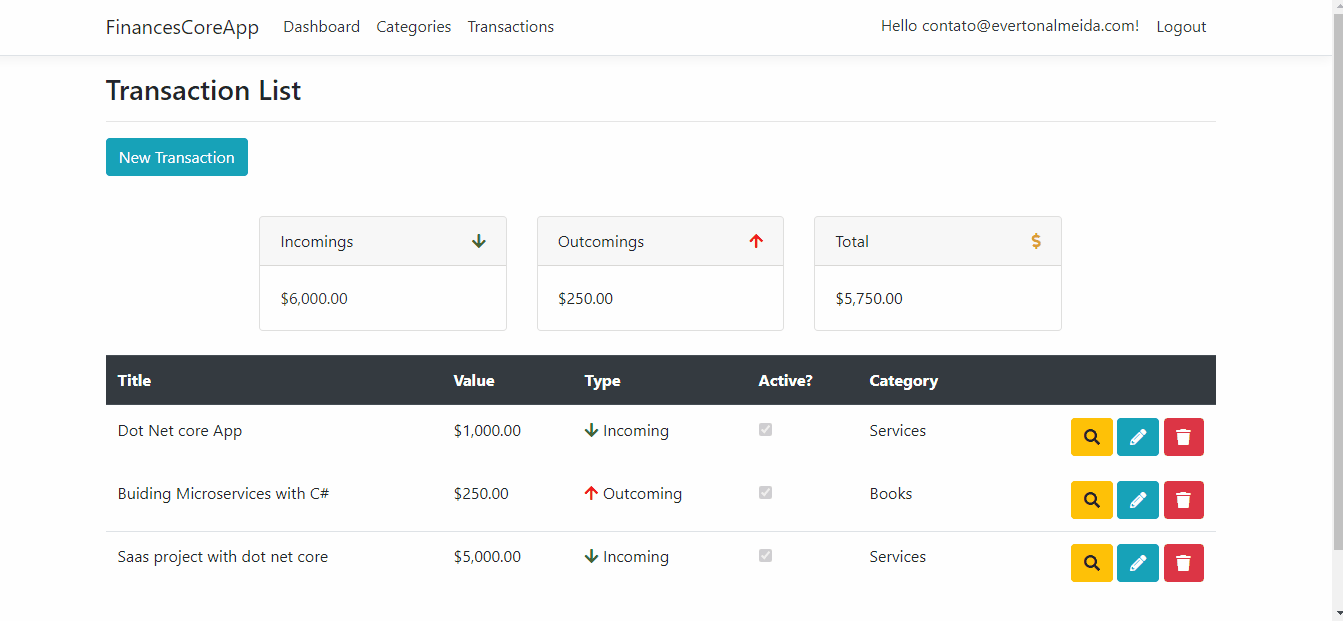 FinancesCoreApp Dashboard Categories Transactions Hello contato@evertonalmeida.com! Logout
Transaction List
New Transaction
Incomings Outcomings Total $
$6,000.00 $250.00 $5,750.00
Title Value Type Active? Category
Dot Net core App $1,000.00 Incoming Services
Buiding Microservices with C# $250.00 Outcoming Books
Saas project with dot net core $5,000.00 Incoming Services